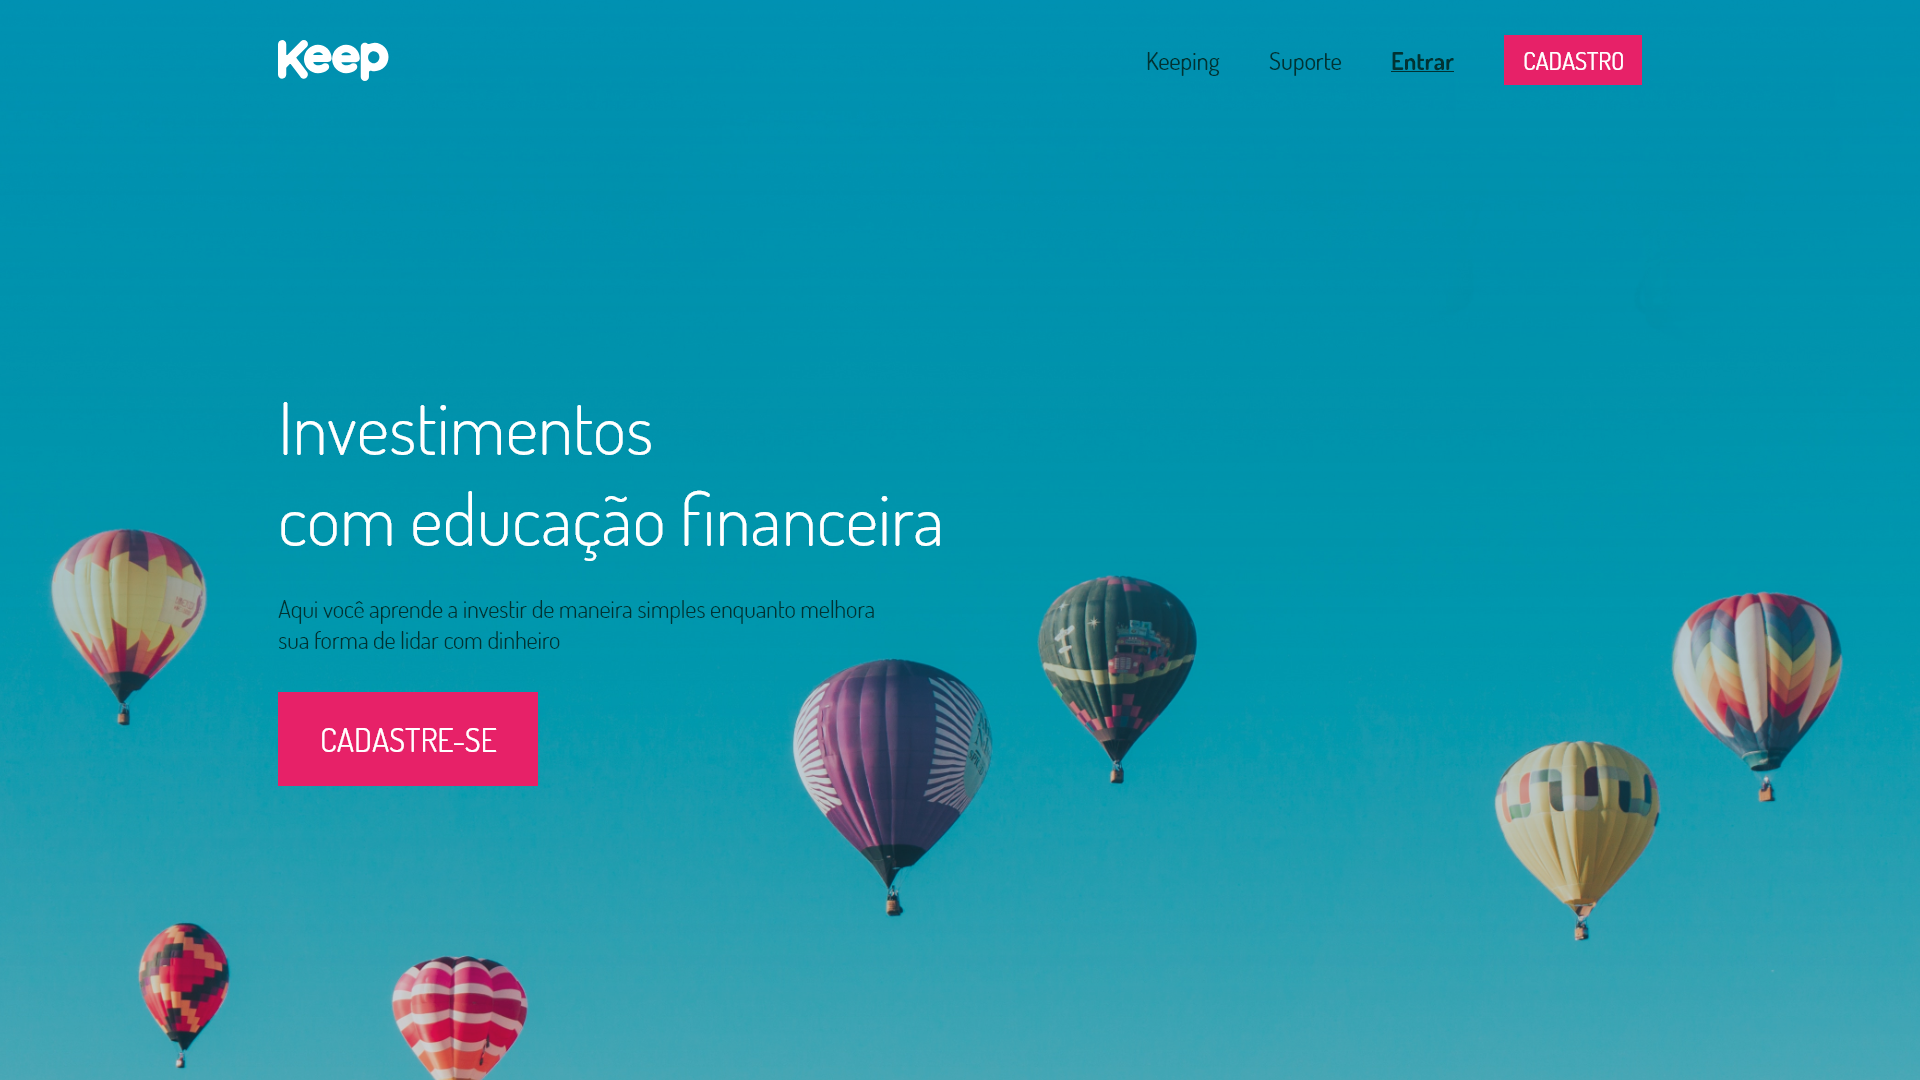 Keep
Keeping
Suporte
Entrar
CADASTRO
Investimentos
com educação financeira
Aqui você aprende a investir de maneira simples enquanto melhora
sua forma de lidar com dinheiro
CADASTRE-SE